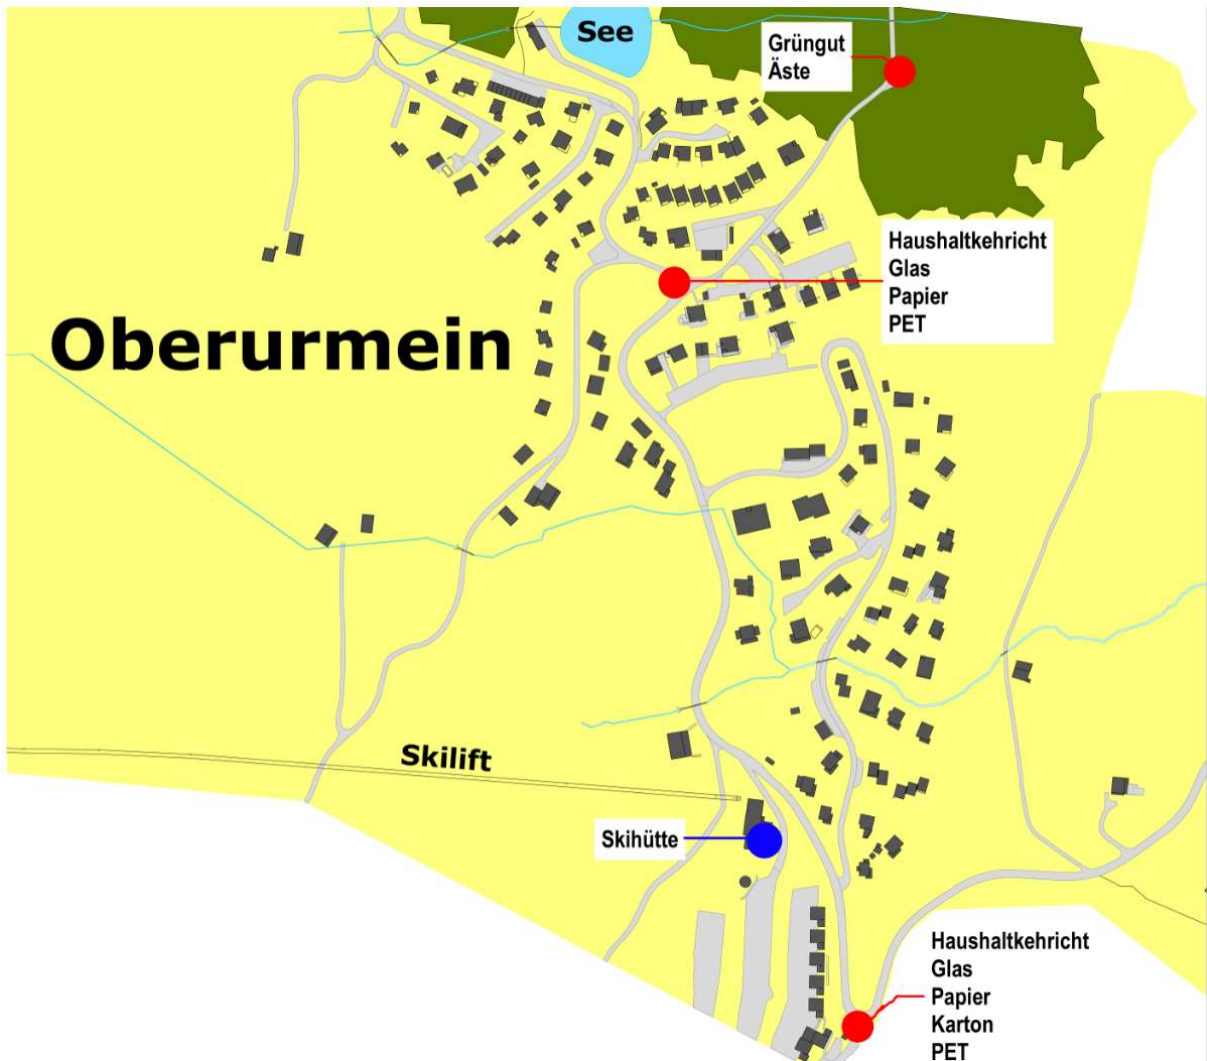 See
Grüngut
Äste
Haushaltkehricht
Glas
Papier
PET
Oberurmein
Skilift
Skihütte
Haushaltkehricht
Glas
Papier
Karton
PET